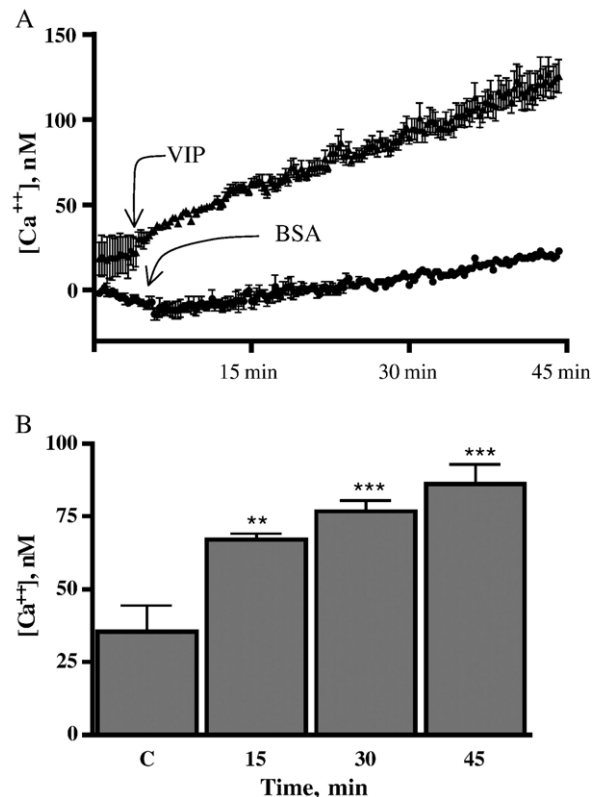 A
150
100
50
0
[Ca++], nM
VIP
BSA
15 min
30 min
45 min
B
100
75
50
25
0
[Ca++], nM
**
***
***
C
15
30
45
Time, min